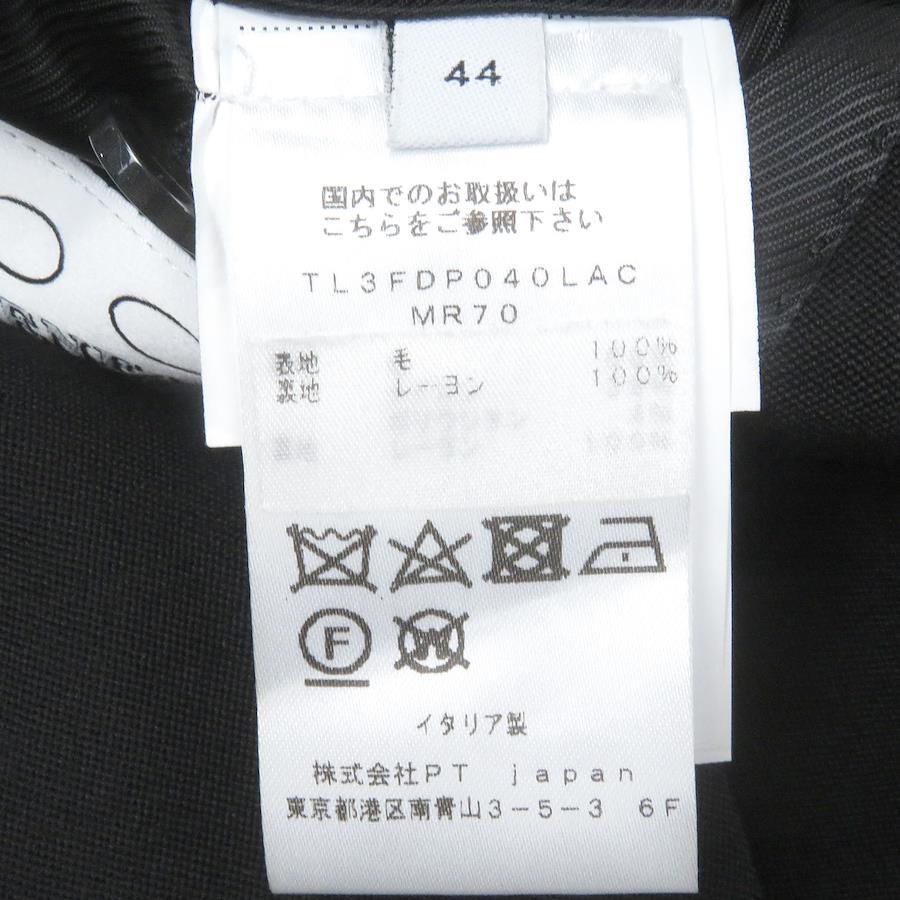 44
国内でのお取扱いは
こちらをご参照下さい
TL3FDP040LAC
MR70
表地 毛 100%
裏地 レーヨン 100%
F
W
イタリア製
株式会社PT japan
東京都港区南青山3-5-3 6F